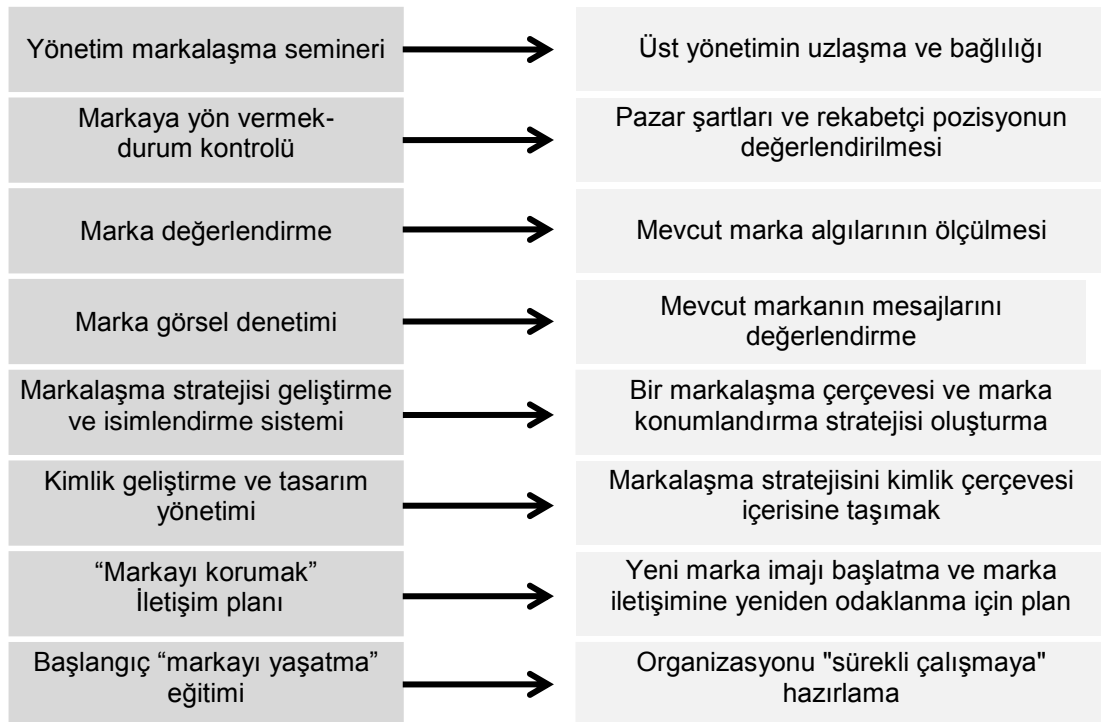 Yönetim markalaşma semineri
Üst yönetimin uzlaşma ve bağlılığı
Markaya yön vermek-
durum kontrolü
Pazar şartları ve rekabetçi pozisyonun
değerlendirilmesi
Marka değerlendirme
Mevcut marka algılarının ölçülmesi
Marka görsel denetimi
Mevcut markanın mesajlarını
değerlendirme
Markalaşma stratejisi geliştirme
ve isimlendirme sistemi
Bir markalaşma çerçevesi ve marka
konumlandırma stratejisi oluşturma
Kimlik geliştirme ve tasarım
yönetimi
Markalaşma stratejisini kimlik çerçevesi
içerisine taşımak
“Markayı korumak”
İletişim planı
Yeni marka imajı başlatma ve marka
iletişimine yeniden odaklanma için plan
Başlangıç “markayı yaşatma”
eğitimi
Organizasyonu "sürekli çalışmaya"
hazırlama